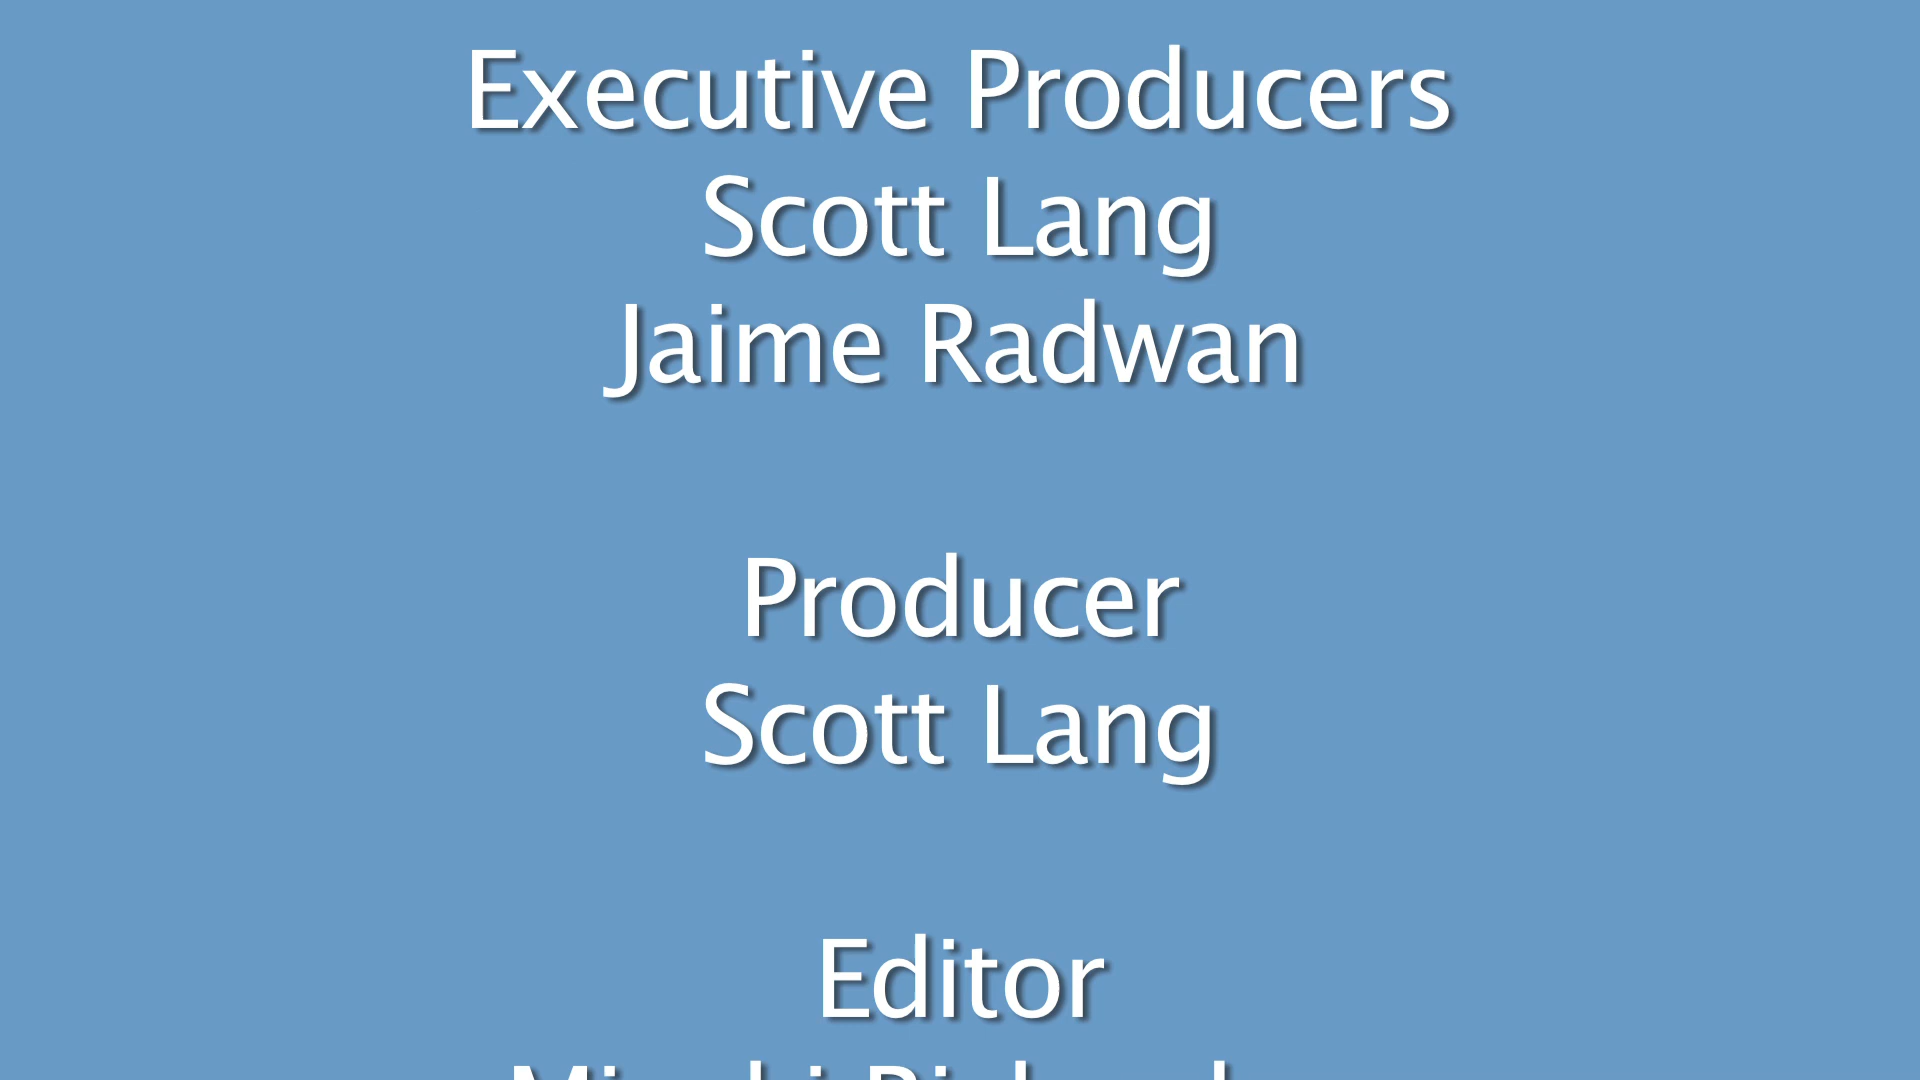 Executive Producers
Scott Lang
Jaime Radwan
Producer
Scott Lang
Editor